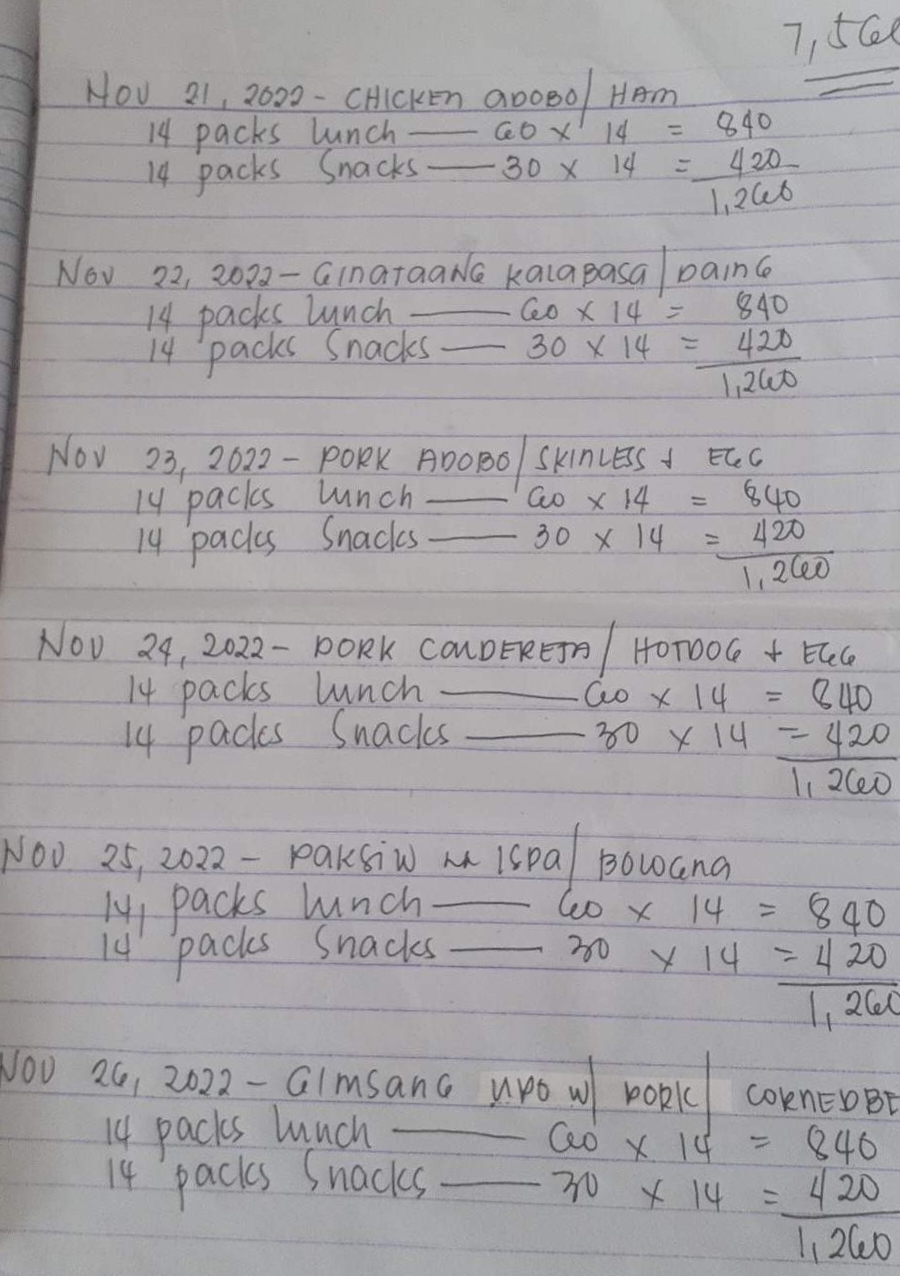 7,560
NOV 21, 2022 - CHICKEN ADOBO/ HAM
14 packs lunch — 60 x 14 = 840
14 packs Snacks — 30 x 14 = 420
1,260
NOV 22, 2022 - GINATAANG KALABASA/ DAING
14 packs lunch — 60 x 14 = 840
14 packs Snacks — 30 x 14 = 420
1,260
NOV 23, 2022 - PORK ADOBO/ SKINLESS + EGG
14 packs lunch — 60 x 14 = 840
14 packs Snacks — 30 x 14 = 420
1,260
NOV 24, 2022 - PORK CALDERETA/ HOTDOG + EGG
14 packs lunch — 60 x 14 = 840
14 packs Snacks — 30 x 14 = 420
1,260
NOV 25, 2022 - PAKSIW na ISDA/ BOLOGNA
14 packs lunch — 60 x 14 = 840
14 packs Snacks — 30 x 14 = 420
1,260
NOV 26, 2022 - GIMSANG UPO W/ PORK/ CORNEDBE
14 packs lunch — 60 x 14 = 840
14 packs Snacks — 30 x 14 = 420
1,260